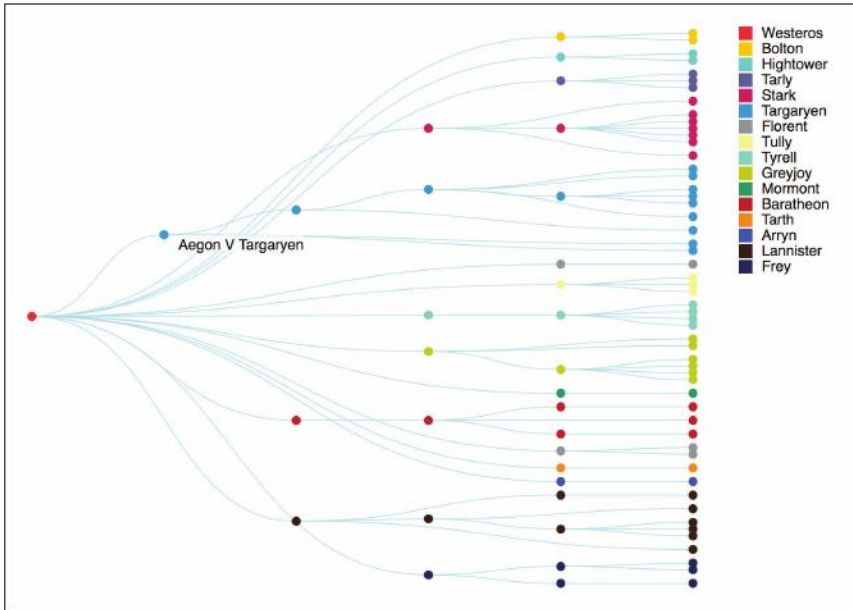 Westeros
Bolton
Hightower
Tarly
Stark
Targaryen
Florent
Tully
Tyrell
Greyjoy
Mormont
Baratheon
Tarth
Arryn
Lannister
Frey
Aegon V Targaryen